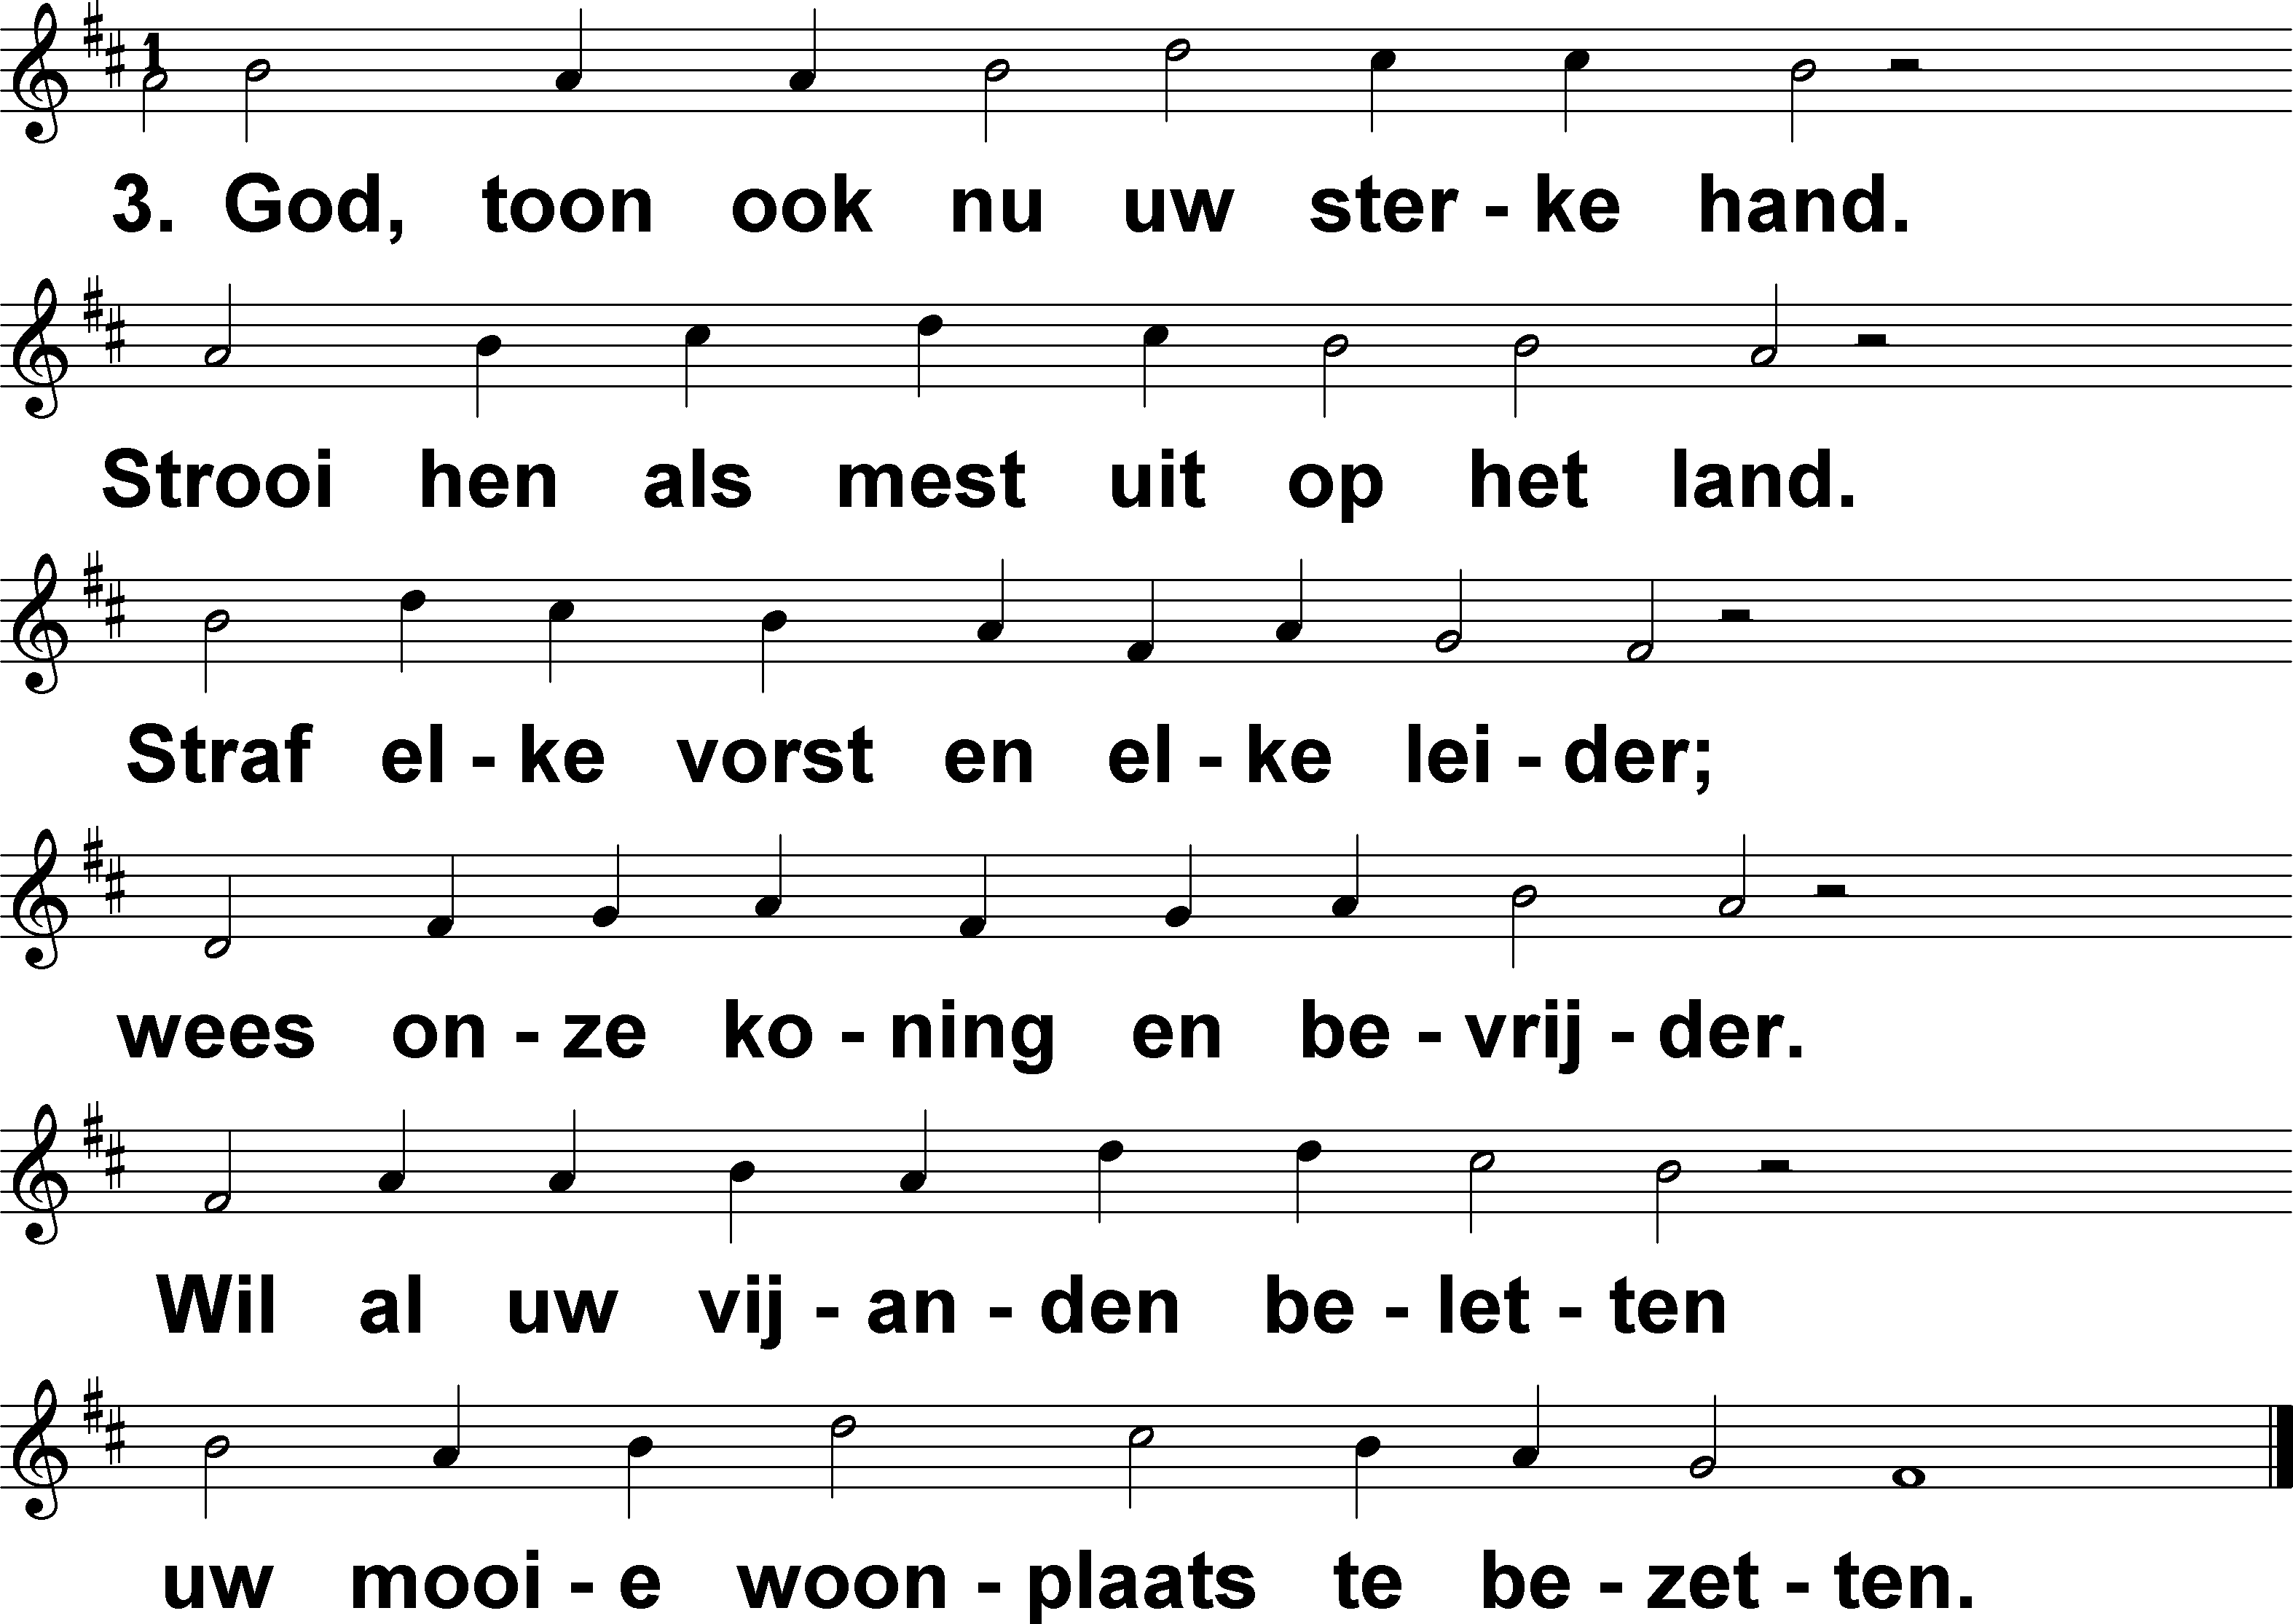 1
3. God, toon ook nu uw ster - ke hand.
Strooi hen als mest uit op het land.
Straf el - ke vorst en el - ke lei - der;
wees on - ze ko - ning en be - vrij - der.
Wil al uw vij - an - den be - let - ten
uw mooi - e woon - plaats te be - zet - ten.